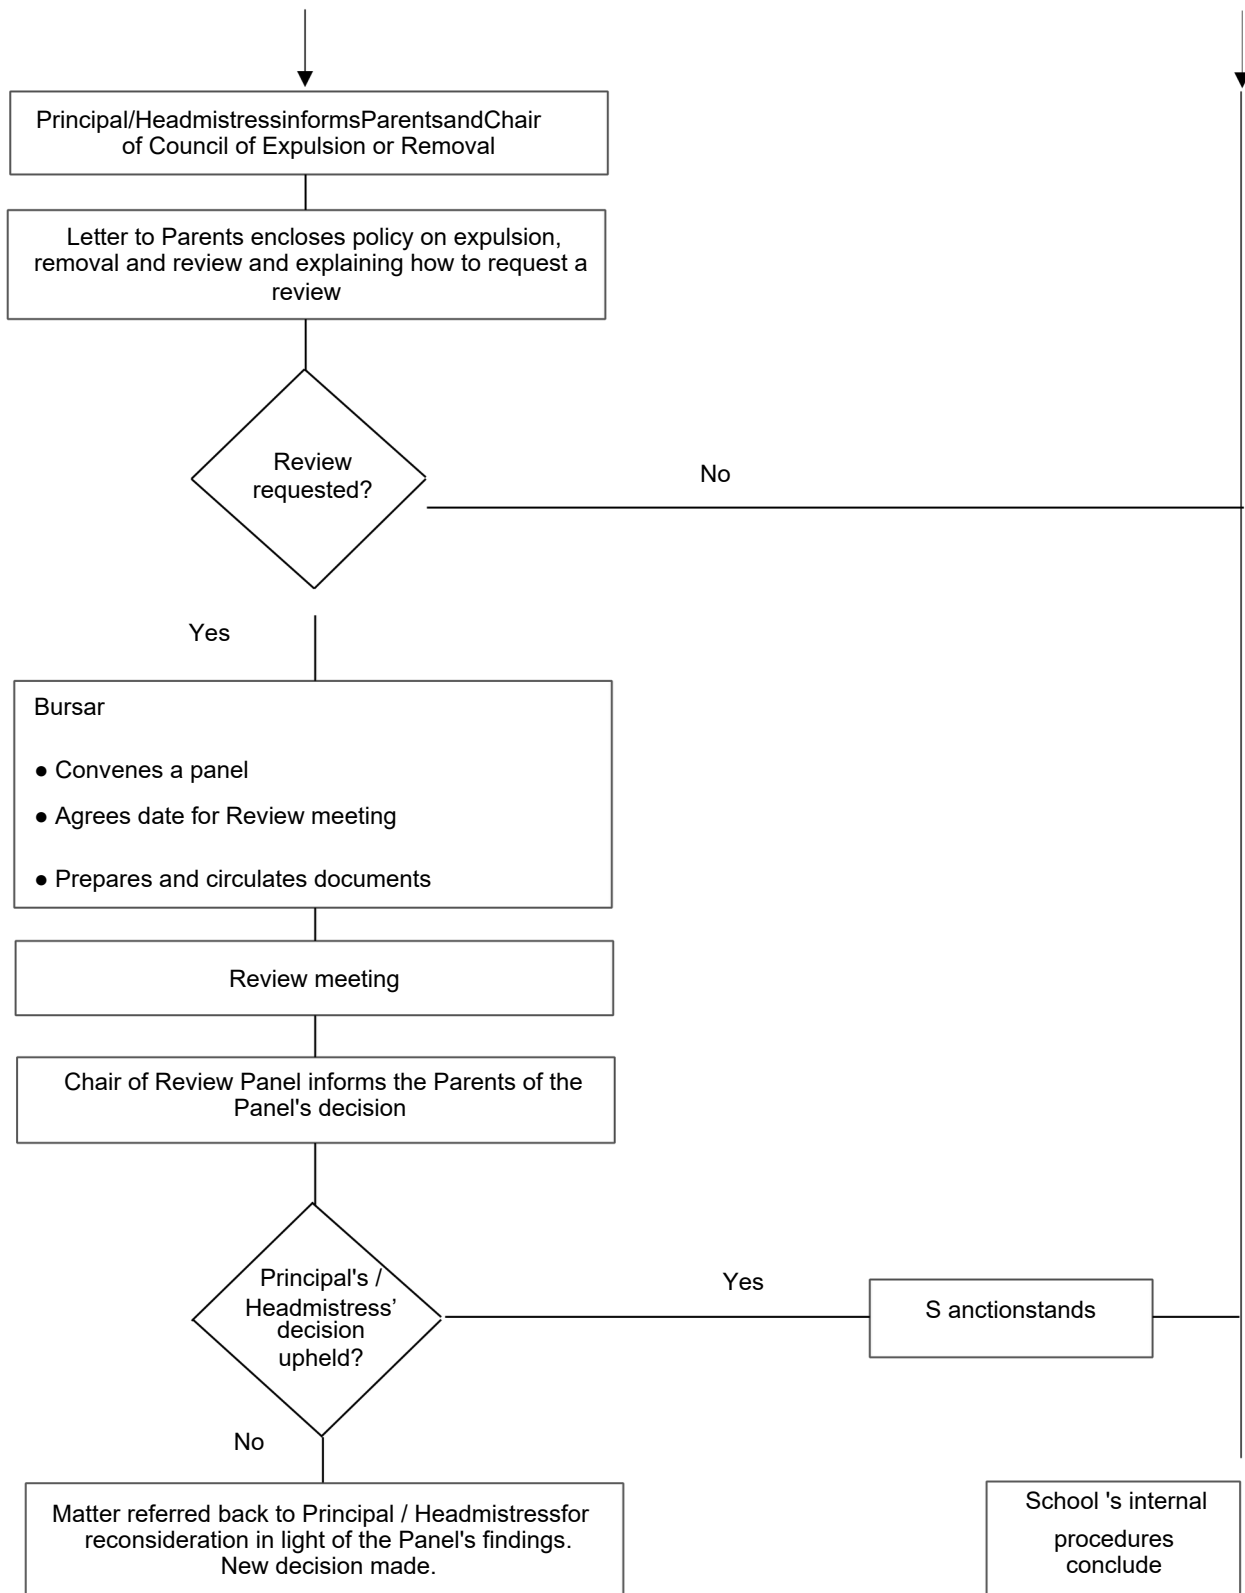 Principal/HeadmistressinformsParentsandChair
of Council of Expulsion or Removal
Letter to Parents encloses policy on expulsion,
removal and review and explaining how to request a
review
Review
requested?
No
Yes
Bursar
● Convenes a panel
● Agrees date for Review meeting
● Prepares and circulates documents
Review meeting
Chair of Review Panel informs the Parents of the
Panel's decision
Principal's /
Headmistress’
decision
upheld?
Yes
S anctionstands
No
Matter referred back to Principal / Headmistressfor
reconsideration in light of the Panel's findings.
New decision made.
School 's internal
procedures
conclude